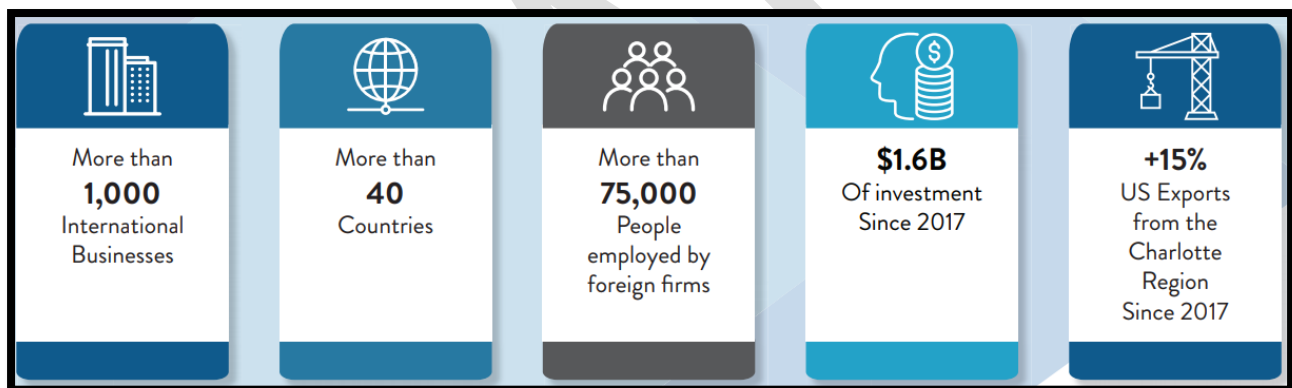 More than
1,000
International
Businesses
More than
40
Countries
More than
75,000
People
employed by
foreign firms
$
$1.6B
Of investment
Since 2017
+15%
US Exports
from the
Charlotte
Region
Since 2017